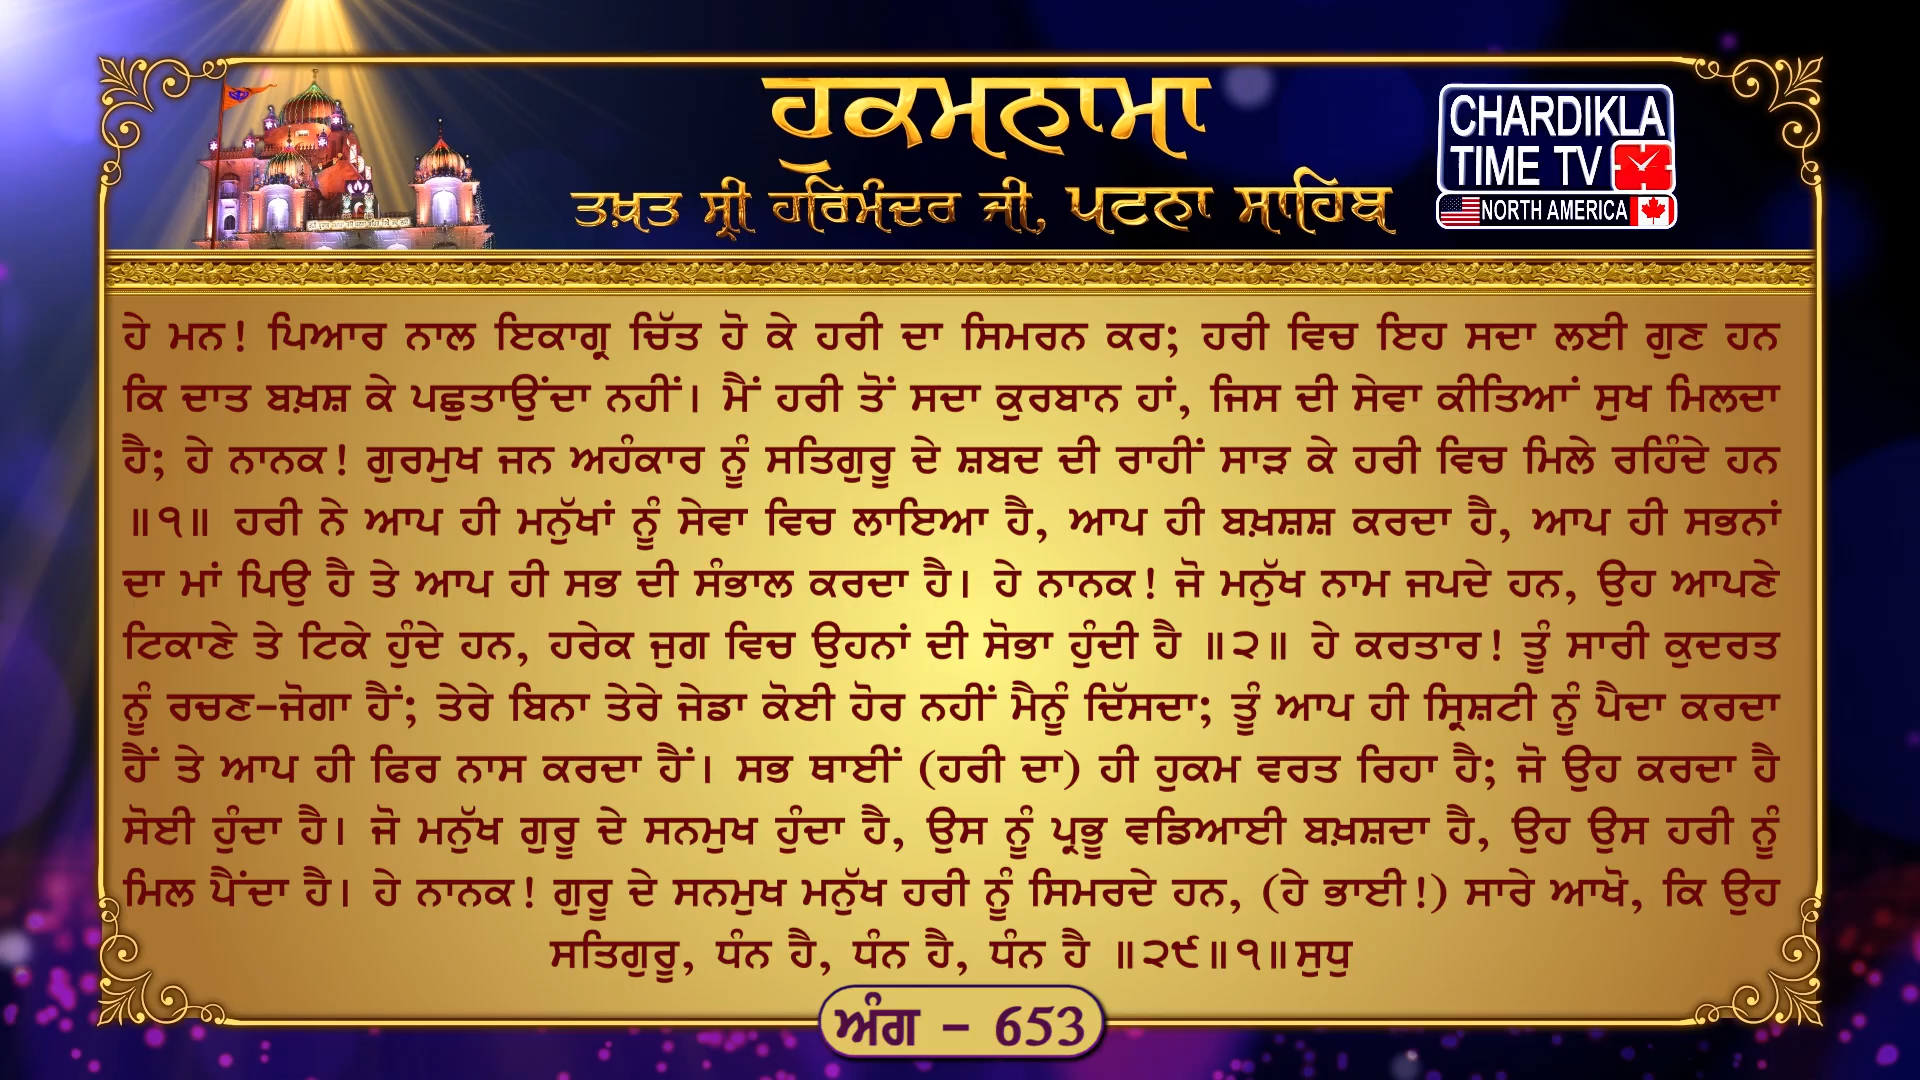 ਹੁਕਮਨਾਮਾ
ਤਖ਼ਤ ਸ੍ਰੀ ਹਰਿਮੰਦਰ ਜੀ, ਪਟਨਾ ਸਾਹਿਬ
CHARDIKLA
TIME TV
NORTH AMERICA
ਹੇ ਮਨ! ਪਿਆਰ ਨਾਲ ਇਕਾਗ੍ਰ ਚਿੱਤ ਹੋ ਕੇ ਹਰੀ ਦਾ ਸਿਮਰਨ ਕਰ; ਹਰੀ ਵਿਚ ਇਹ ਸਦਾ ਲਈ ਗੁਣ ਹਨ
ਕਿ ਦਾਤ ਬਖ਼ਸ਼ ਕੇ ਪਛੁਤਾਉਂਦਾ ਨਹੀਂ। ਮੈਂ ਹਰੀ ਤੋਂ ਸਦਾ ਕੁਰਬਾਨ ਹਾਂ, ਜਿਸ ਦੀ ਸੇਵਾ ਕੀਤਿਆਂ ਸੁਖ ਮਿਲਦਾ
ਹੈ; ਹੇ ਨਾਨਕ! ਗੁਰਮੁਖ ਜਨ ਅਹੰਕਾਰ ਨੂੰ ਸਤਿਗੁਰੂ ਦੇ ਸ਼ਬਦ ਦੀ ਰਾਹੀਂ ਸਾੜ ਕੇ ਹਰੀ ਵਿਚ ਮਿਲੇ ਰਹਿੰਦੇ ਹਨ
॥੧॥ ਹਰੀ ਨੇ ਆਪ ਹੀ ਮਨੁੱਖਾਂ ਨੂੰ ਸੇਵਾ ਵਿਚ ਲਾਇਆ ਹੈ, ਆਪ ਹੀ ਬਖ਼ਸ਼ਸ਼ ਕਰਦਾ ਹੈ, ਆਪ ਹੀ ਸਭਨਾਂ
ਦਾ ਮਾਂ ਪਿਉ ਹੈ ਤੇ ਆਪ ਹੀ ਸਭ ਦੀ ਸੰਭਾਲ ਕਰਦਾ ਹੈ। ਹੇ ਨਾਨਕ! ਜੋ ਮਨੁੱਖ ਨਾਮ ਜਪਦੇ ਹਨ, ਉਹ ਆਪਣੇ
ਟਿਕਾਣੇ ਤੇ ਟਿਕੇ ਹੁੰਦੇ ਹਨ, ਹਰੇਕ ਜੁਗ ਵਿਚ ਉਹਨਾਂ ਦੀ ਸੋਭਾ ਹੁੰਦੀ ਹੈ ॥੨॥ ਹੇ ਕਰਤਾਰ! ਤੂੰ ਸਾਰੀ ਕੁਦਰਤ
ਨੂੰ ਰਚਣ-ਜੋਗਾ ਹੈਂ; ਤੇਰੇ ਬਿਨਾ ਤੇਰੇ ਜੇਡਾ ਕੋਈ ਹੋਰ ਨਹੀਂ ਮੈਨੂੰ ਦਿੱਸਦਾ; ਤੂੰ ਆਪ ਹੀ ਸ੍ਰਿਸ਼ਟੀ ਨੂੰ ਪੈਦਾ ਕਰਦਾ
ਹੈਂ ਤੇ ਆਪ ਹੀ ਫਿਰ ਨਾਸ ਕਰਦਾ ਹੈਂ। ਸਭ ਥਾਈਂ (ਹਰੀ ਦਾ) ਹੀ ਹੁਕਮ ਵਰਤ ਰਿਹਾ ਹੈ; ਜੋ ਉਹ ਕਰਦਾ ਹੈ
ਸੋਈ ਹੁੰਦਾ ਹੈ। ਜੋ ਮਨੁੱਖ ਗੁਰੂ ਦੇ ਸਨਮੁਖ ਹੁੰਦਾ ਹੈ, ਉਸ ਨੂੰ ਪ੍ਰਭੂ ਵਡਿਆਈ ਬਖ਼ਸ਼ਦਾ ਹੈ, ਉਹ ਉਸ ਹਰੀ ਨੂੰ
ਮਿਲ ਪੈਂਦਾ ਹੈ। ਹੇ ਨਾਨਕ! ਗੁਰੂ ਦੇ ਸਨਮੁਖ ਮਨੁੱਖ ਹਰੀ ਨੂੰ ਸਿਮਰਦੇ ਹਨ, (ਹੇ ਭਾਈ!) ਸਾਰੇ ਆਖੋ, ਕਿ ਉਹ
ਸਤਿਗੁਰੂ, ਧੰਨ ਹੈ, ਧੰਨ ਹੈ, ਧੰਨ ਹੈ ॥੨੯॥੧॥ਸੁਧੁ
ਅੰਗ - 653